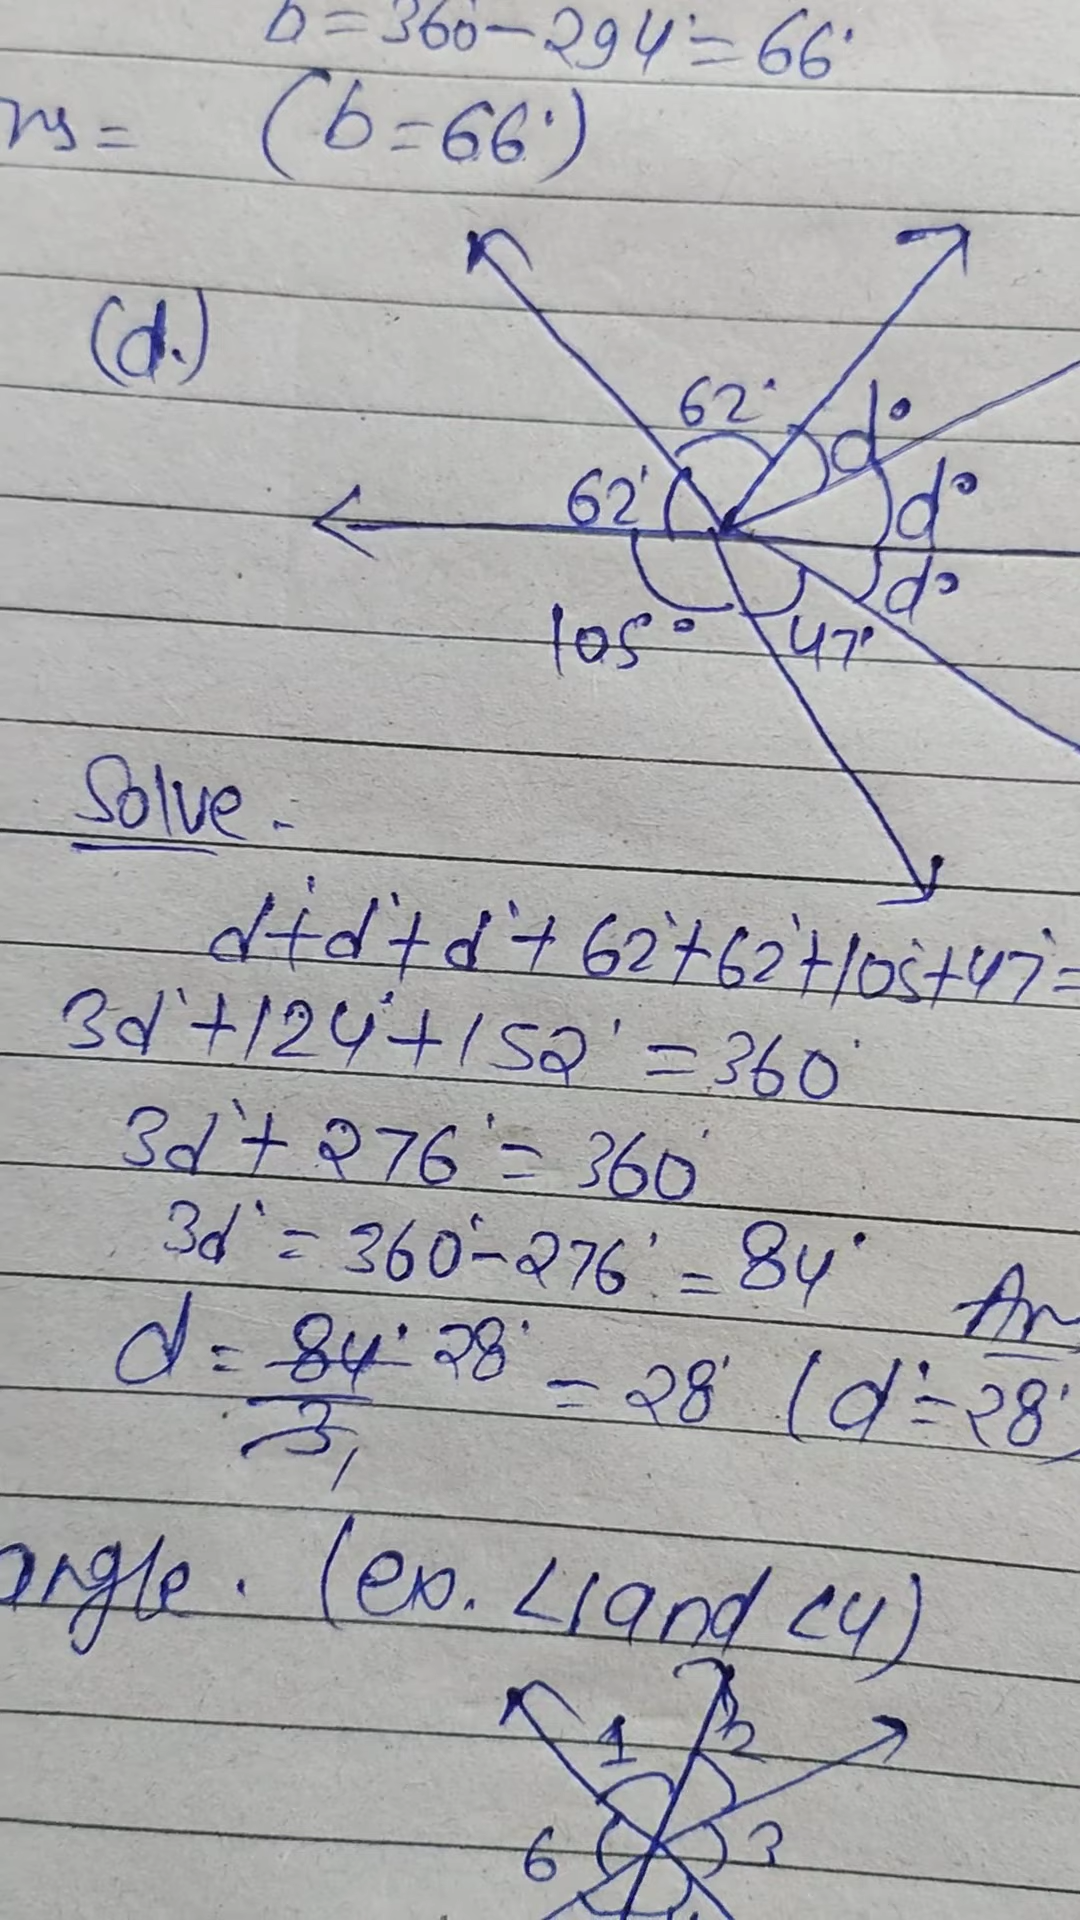 b = 360° - 294° = 66°
(b = 66°)
(d.)
62° d°
62° d°
d°
105° 47°
Solve -
d° + d° + d° + 62° + 62° + 105° + 47° =
3d° + 124° + 152° = 360°
3d° + 276° = 360°
3d° = 360° - 276° = 84°
d = 84°/3 28° = 28° (d° = 28°)
1
angle. (ex. ∠1 and ∠4)
1 2
6 3